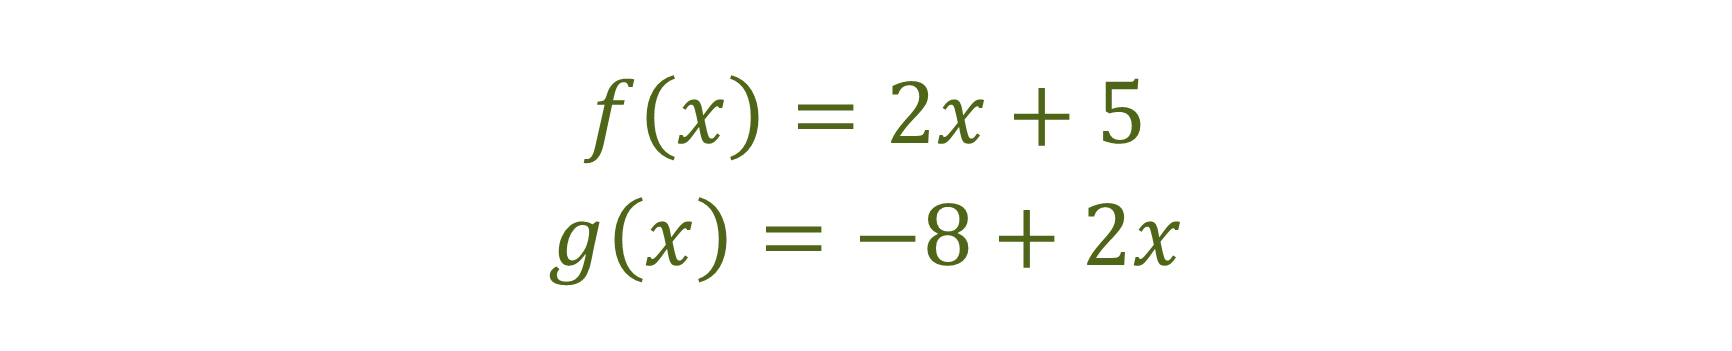 f(x) = 2x + 5
g(x) = −8 + 2x